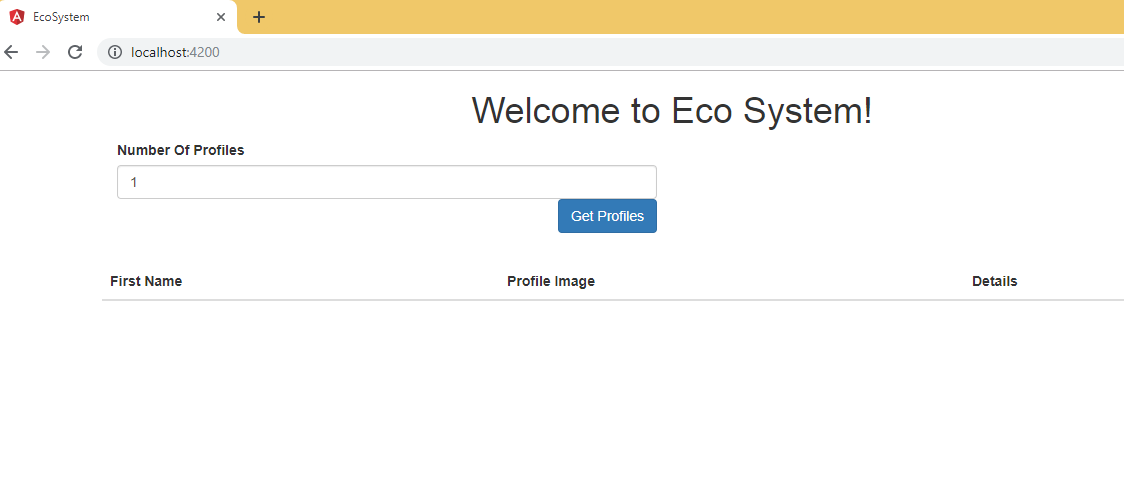 EcoSystem
localhost:4200
Welcome to Eco System!
Number Of Profiles
1
Get Profiles
First Name Profile Image Details